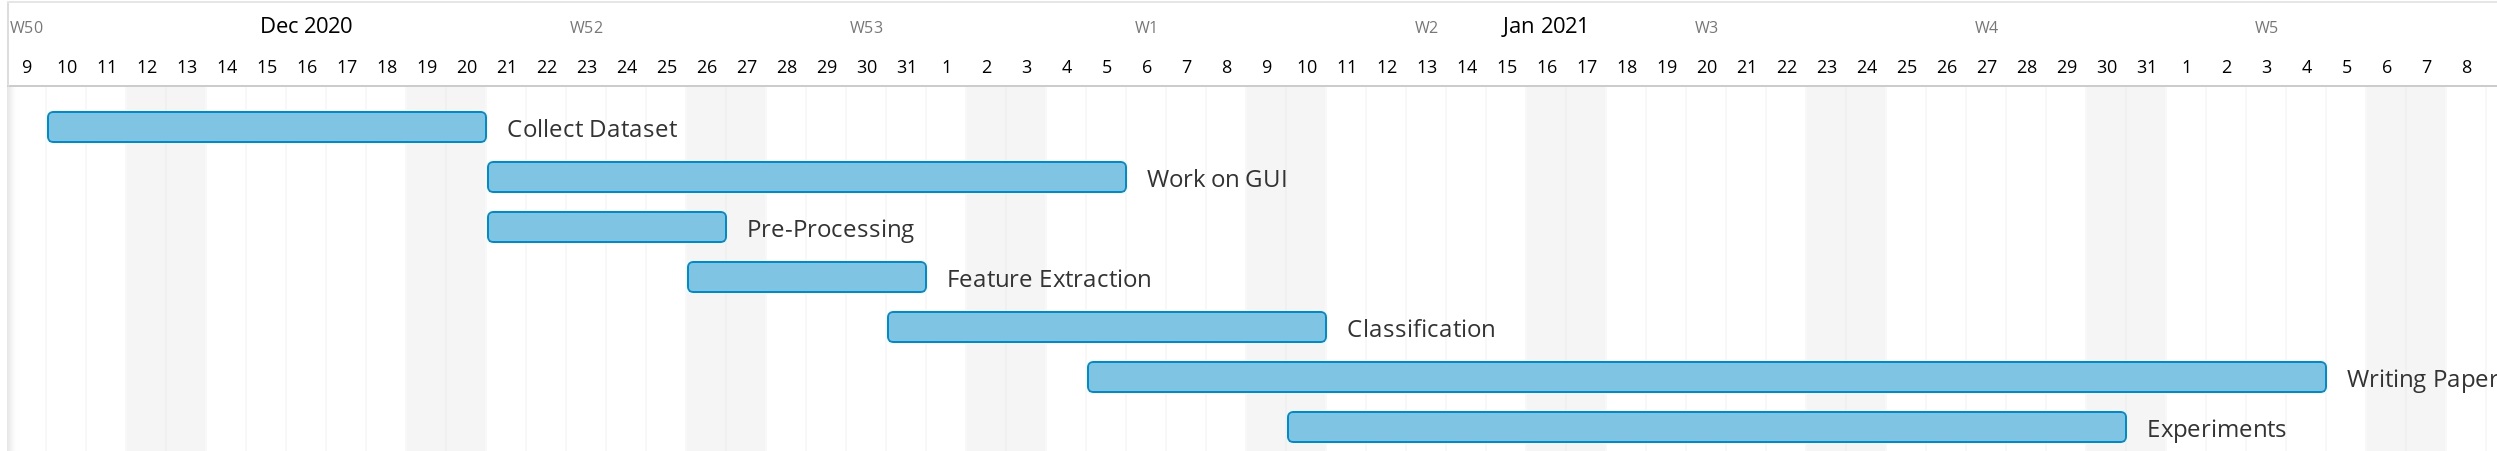 W50 Dec 2020 W52 W53 W1 W2 Jan 2021 W3 W4 W5
9 10 11 12 13 14 15 16 17 18 19 20 21 22 23 24 25 26 27 28 29 30 31 1 2 3 4 5 6 7 8 9 10 11 12 13 14 15 16 17 18 19 20 21 22 23 24 25 26 27 28 29 30 31 1 2 3 4 5 6 7 8
Collect Dataset
Work on GUI
Pre-Processing
Feature Extraction
Classification
Writing Paper
Experiments